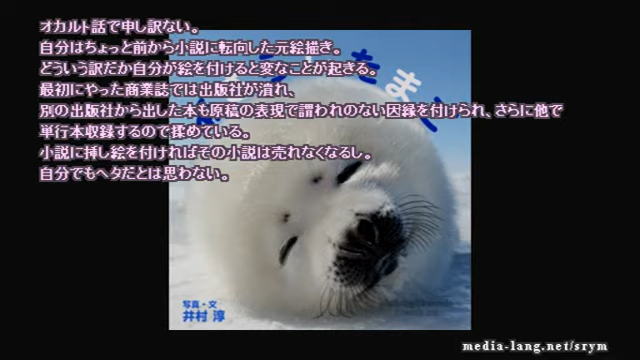 オカルト話で申し訳ない。
自分はちょっと前から小説に転向した元絵描き。
どういう訳だか自分が絵を付けると変なことが起きる。
最初にやった商業誌では出版社が潰れ、
別の出版社から出した本も原稿の表現で謂われのない因縁を付けられ、さらに他で
単行本収録するので揉めている。
小説に挿し絵を付ければその小説は売れなくなるし。
自分でもヘタだとは思わない。
写真・文
井村 淳
media-lang.net/srym